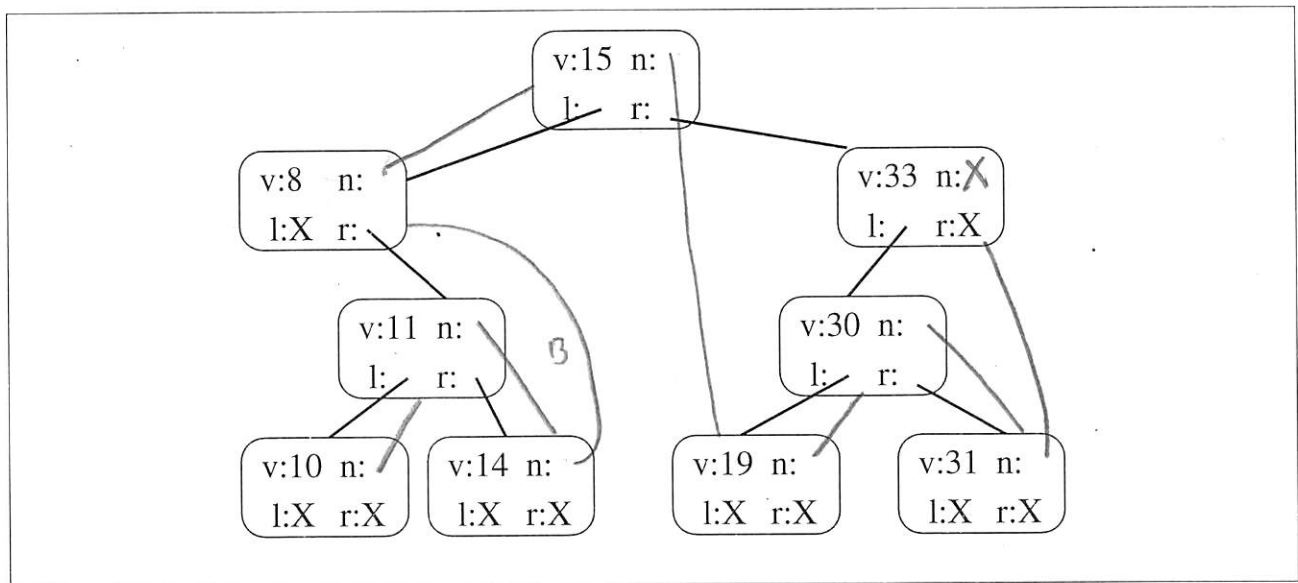 v:15 n:
l: r:
v:8 n:
l:X r:
v:33 n:X
l: r:X
v:11 n:
l: r:
B
v:30 n:
l: r:
v:10 n:
l:X r:X
v:14 n:
l:X r:X
v:19 n:
l:X r:X
v:31 n:
l:X r:X